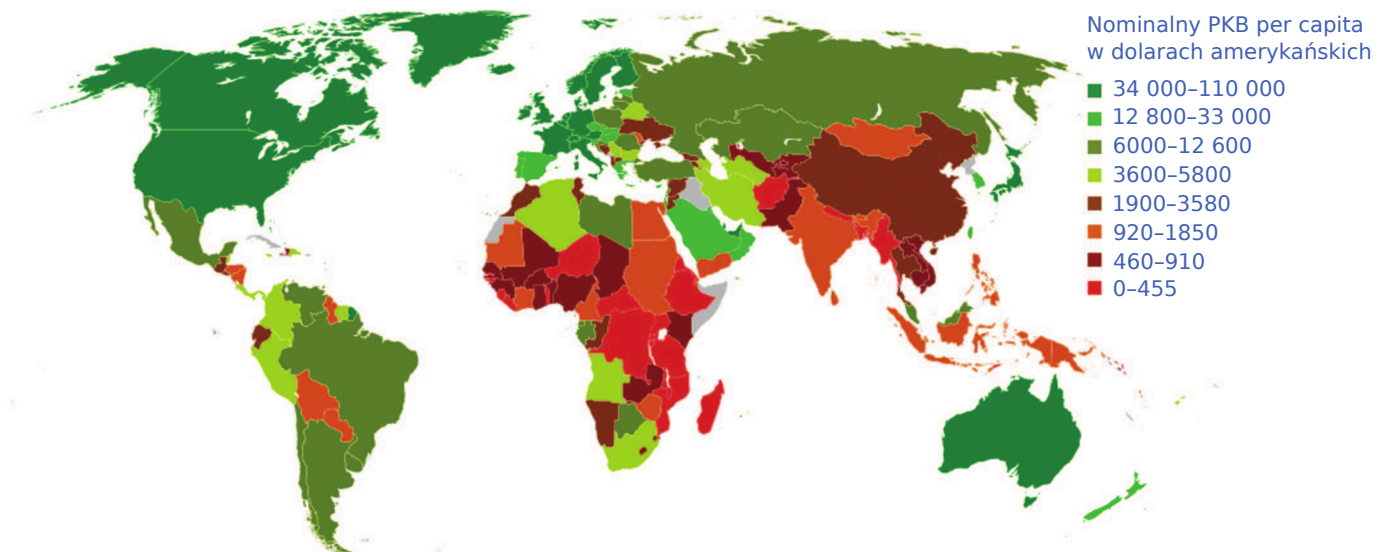 Nominalny PKB per capita
w dolarach amerykańskich
34 000–110 000
12 800–33 000
6000–12 600
3600–5800
1900–3580
920–1850
460–910
0–455